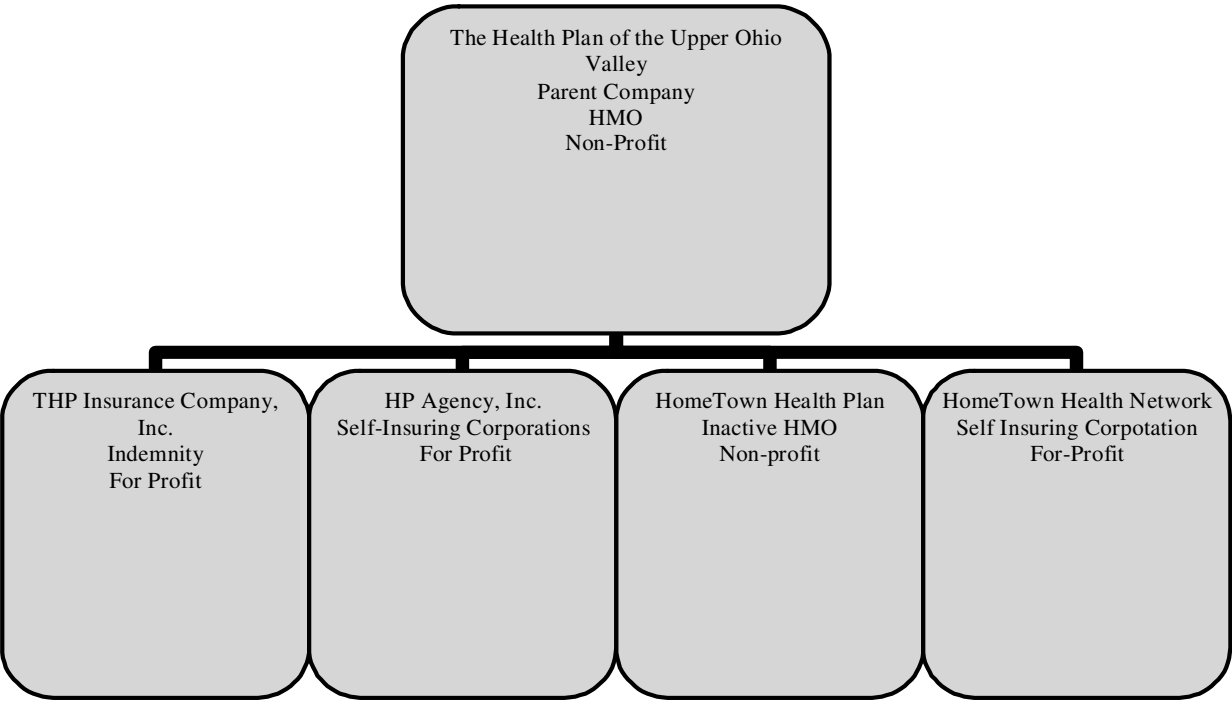 The Health Plan of the Upper Ohio
Valley
Parent Company
HMO
Non-Profit
THP Insurance Company,
Inc.
Indemnity
For Profit
HP Agency, Inc.
Self-Insuring Corporations
For Profit
HomeTown Health Plan
Inactive HMO
Non-profit
HomeTown Health Network
Self Insuring Corpotation
For-Profit